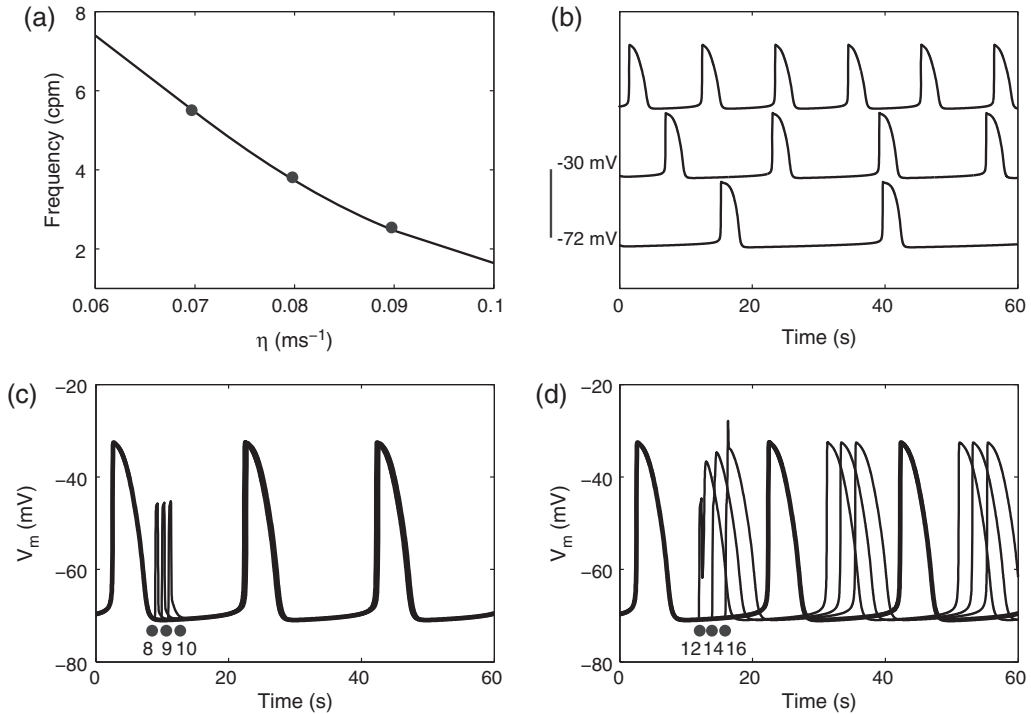 (a)
8
6
4
2
Frequency (cpm)
0.06 0.07 0.08 0.09 0.1
η (ms⁻¹)
(b)
-30 mV
-72 mV
0 20 40 60
Time (s)
(c)
−20
−40
−60
−80
Vₘ (mV)
8 9 10
0 20 40 60
Time (s)
(d)
−20
−40
−60
−80
Vₘ (mV)
12 14 16
0 20 40 60
Time (s)